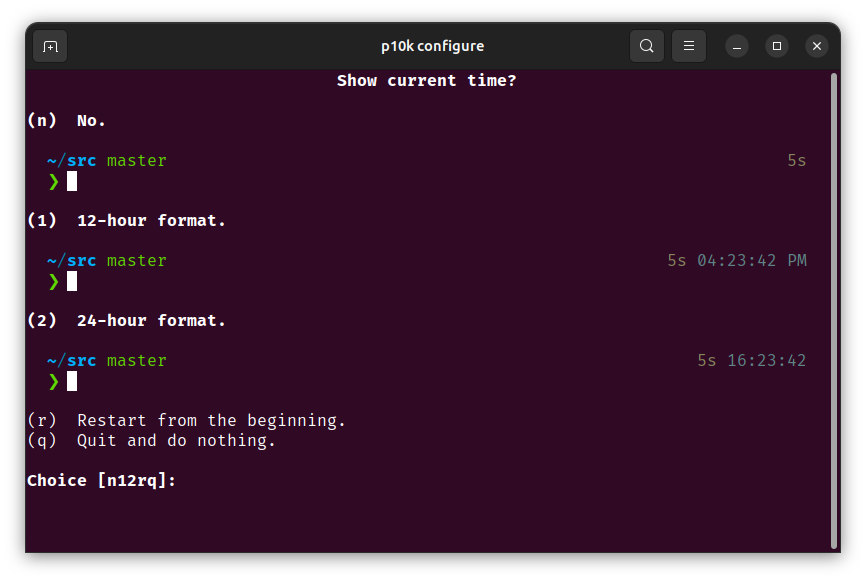 p10k configure
Show current time?
(n)  No.
~/src master 5s
❯
(1)  12-hour format.
~/src master 5s 04:23:42 PM
❯
(2)  24-hour format.
~/src master 5s 16:23:42
❯
(r)  Restart from the beginning.
(q)  Quit and do nothing.
Choice [n12rq]: